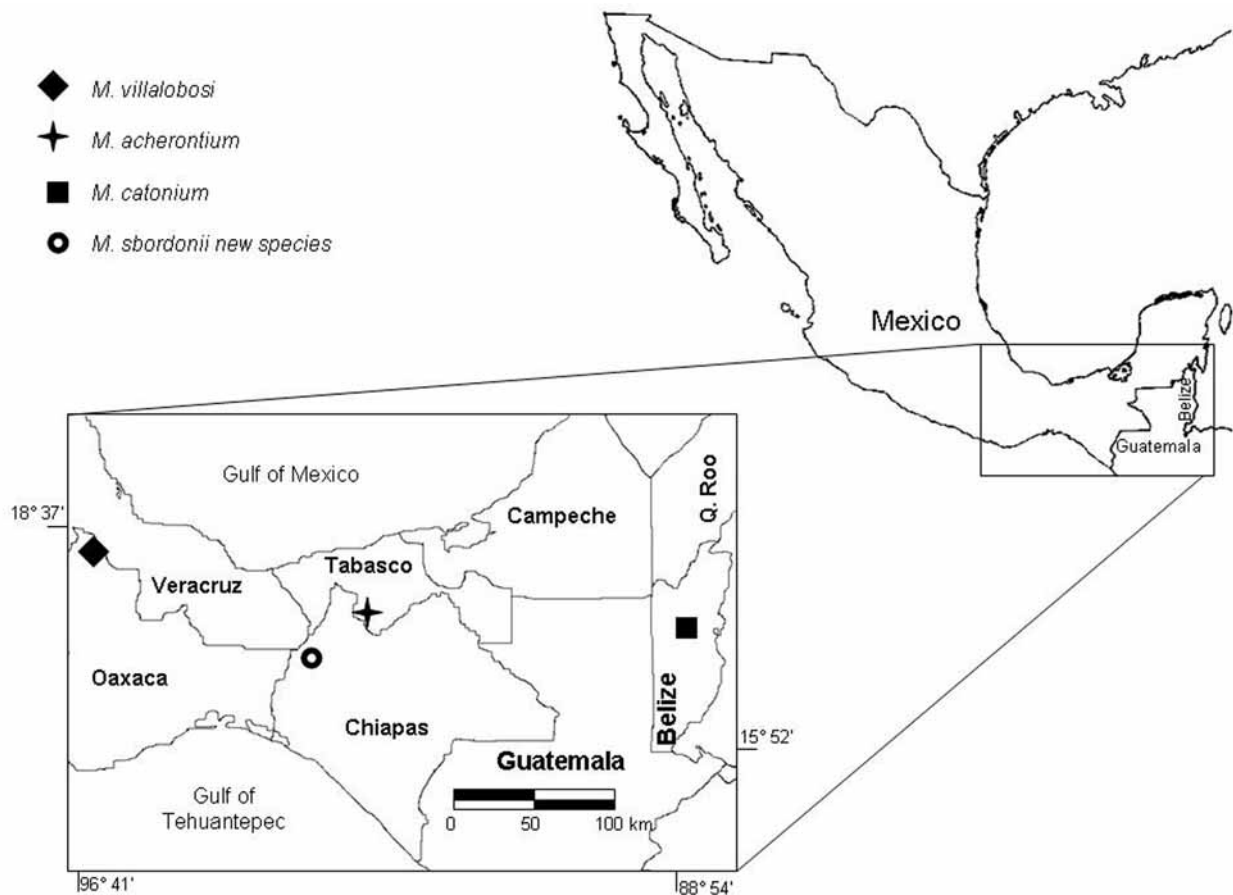 M. villalobosi
M. acherontium
M. catonium
M. sbordonii new species
Mexico
Belize
Guatemala
Gulf of Mexico
18° 37'
Campeche
Q. Roo
Tabasco
Veracruz
Oaxaca
Belize
Chiapas
15° 52'
Guatemala
Gulf of
Tehuantepec
0 50 100 km
96° 41'
88° 54'